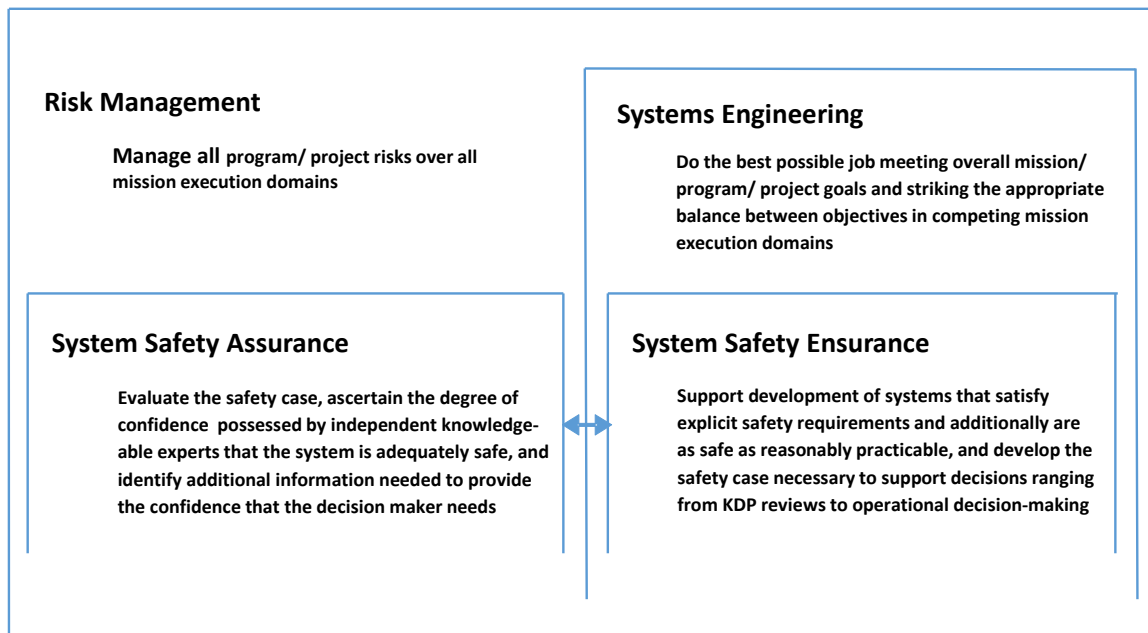 Risk Management
Manage all program/ project risks over all
mission execution domains
Systems Engineering
Do the best possible job meeting overall mission/
program/ project goals and striking the appropriate
balance between objectives in competing mission
execution domains
System Safety Assurance
Evaluate the safety case, ascertain the degree of
confidence possessed by independent knowledge-
able experts that the system is adequately safe, and
identify additional information needed to provide
the confidence that the decision maker needs
System Safety Ensurance
Support development of systems that satisfy
explicit safety requirements and additionally are
as safe as reasonably practicable, and develop the
safety case necessary to support decisions ranging
from KDP reviews to operational decision-making